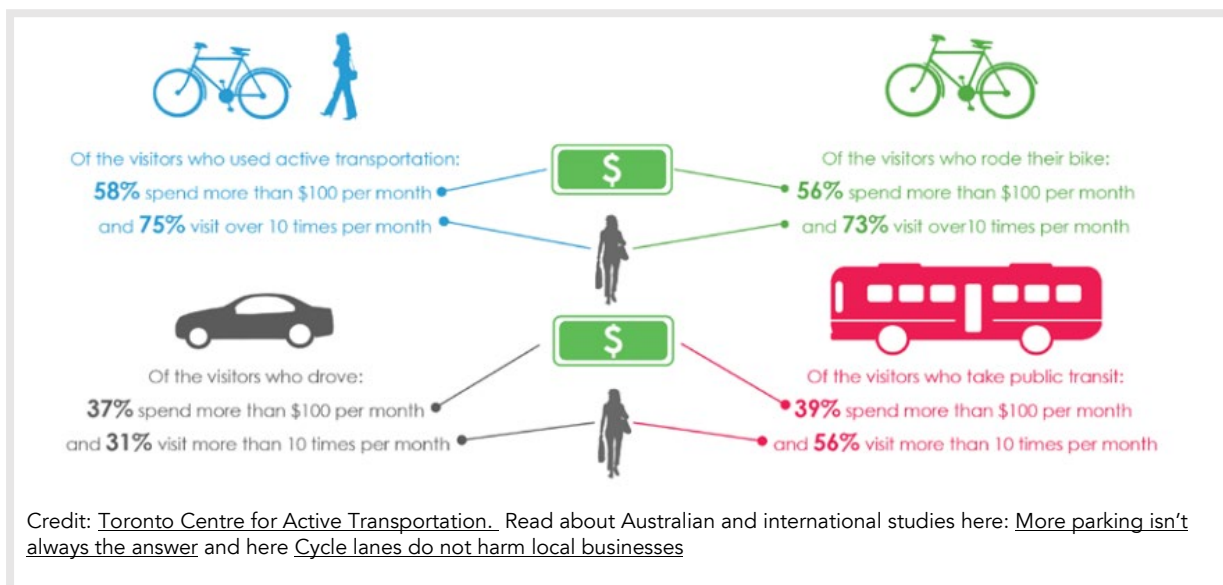 Of the visitors who used active transportation:
58% spend more than $100 per month
and 75% visit over 10 times per month
$
Of the visitors who rode their bike:
56% spend more than $100 per month
and 73% visit over10 times per month
Of the visitors who drove:
37% spend more than $100 per month
and 31% visit more than 10 times per month
$
Of the visitors who take public transit:
39% spend more than $100 per month
and 56% visit more than 10 times per month
Credit: Toronto Centre for Active Transportation. Read about Australian and international studies here: More parking isn’t
always the answer and here Cycle lanes do not harm local businesses